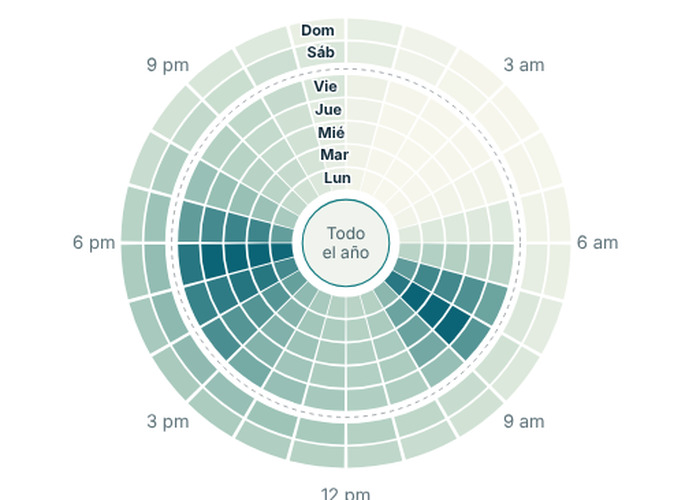 Dom
Sáb
9 pm
3 am
Vie
Jue
Mié
Mar
Lun
Todo
el año
6 pm
6 am
3 pm
9 am
12 pm